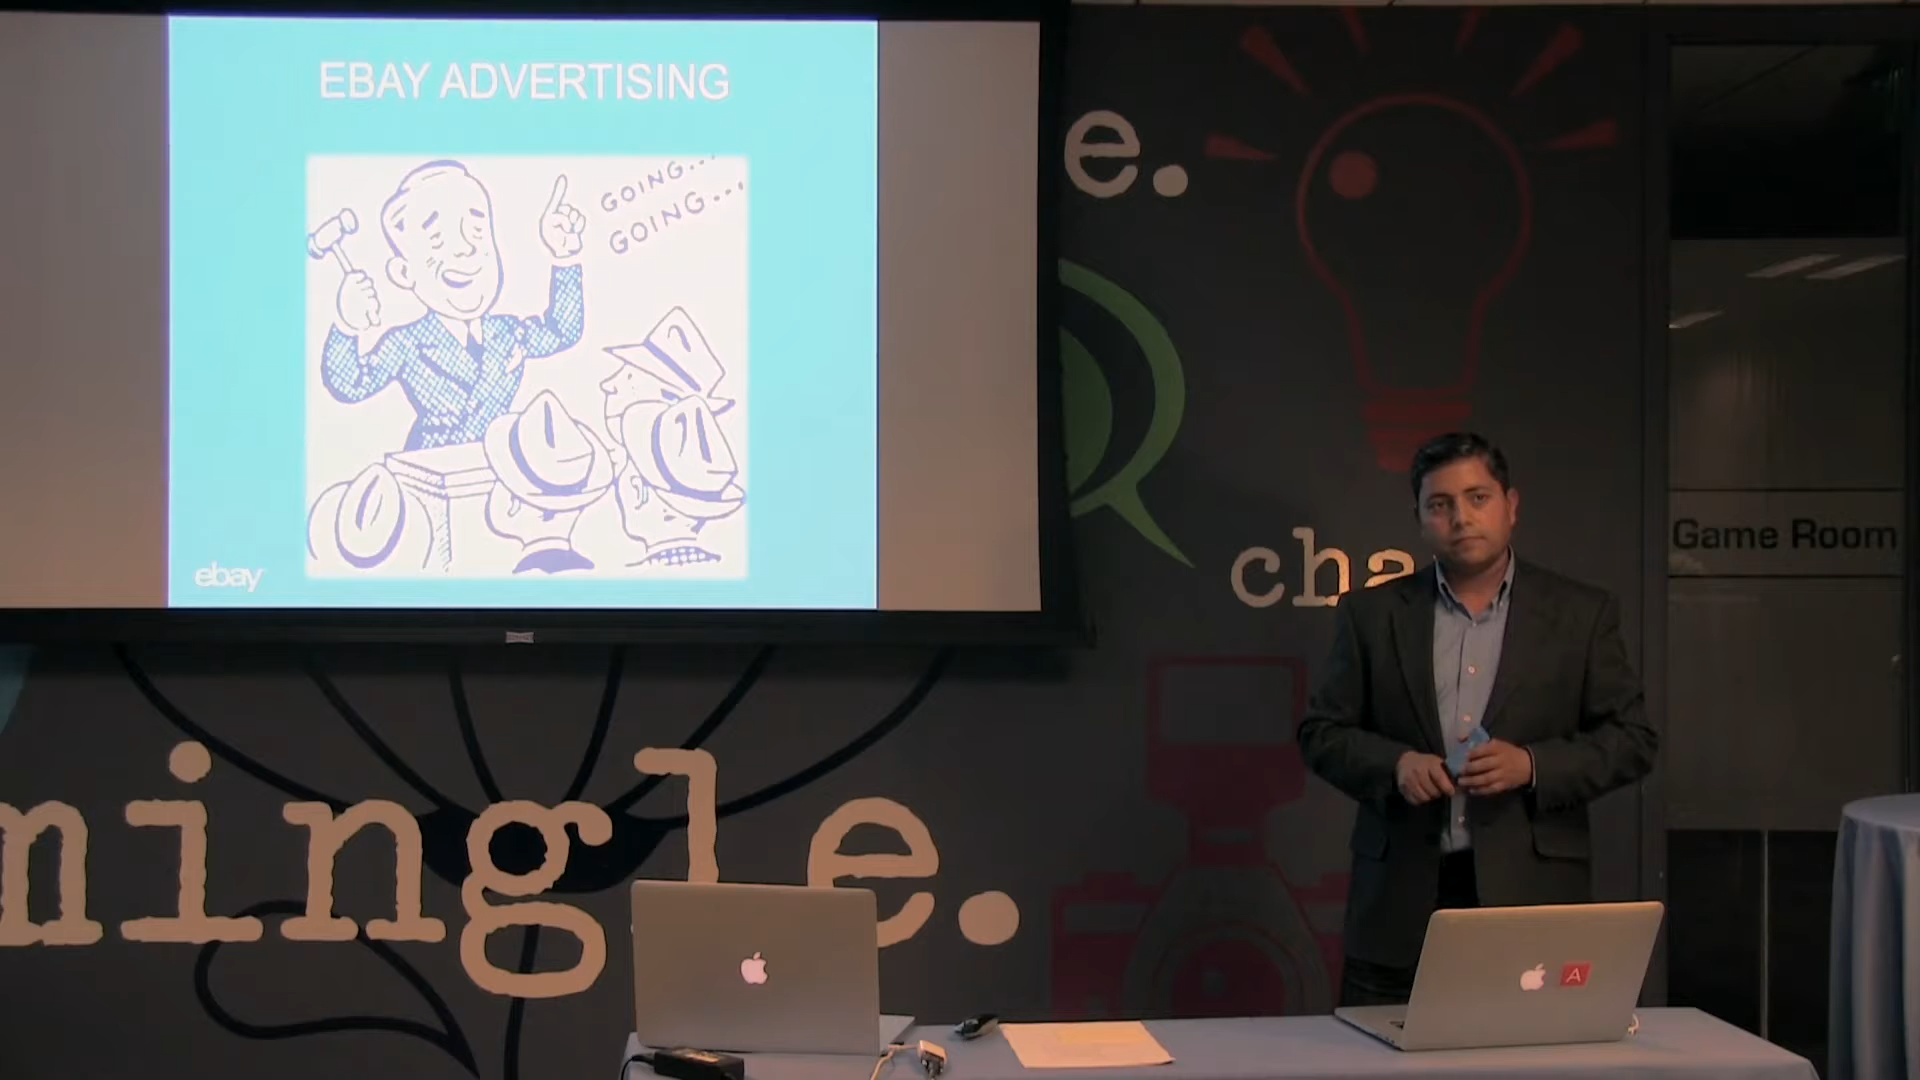 EBAY ADVERTISING
GOING...
GOING...
ebay
e.
cha
Game Room
mingle.
A